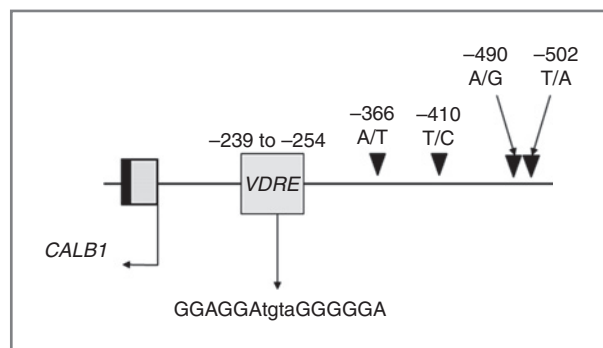 −490 −502
A/G T/A
−366 −410
A/T T/C
−239 to −254
VDRE
CALB1
GGAGGAtgtaGGGGGA